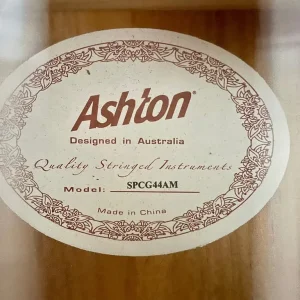 Ashton
Designed in Australia
Quality Stringed Instruments
Model: SPCG44AM
Made in China